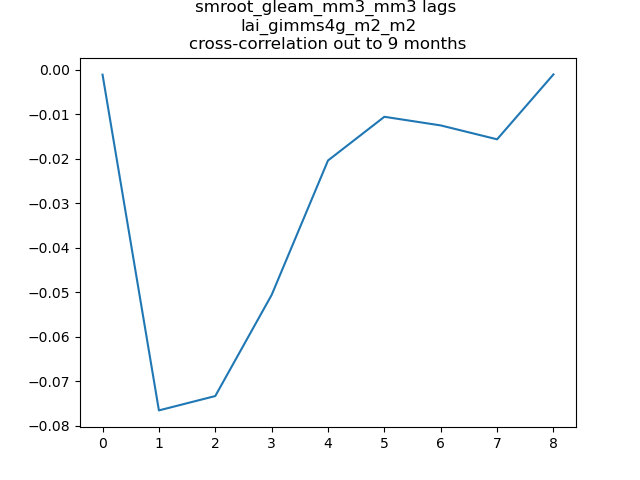 smroot_gleam_mm3_mm3 lags
lai_gimms4g_m2_m2
cross-correlation out to 9 months
0.00
−0.01
−0.02
−0.03
−0.04
−0.05
−0.06
−0.07
−0.08
0 1 2 3 4 5 6 7 8